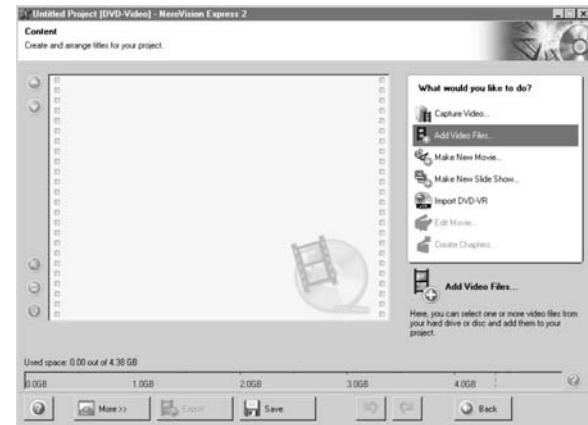 Untitled Project [DVD-Video] - NeroVision Express 2
Content
Create and arrange titles for your project.
What would you like to do?
Capture Video...
Add Video Files...
Make New Movie...
Make New Slide Show...
Import DVD-VR
Edit Movie...
Create Chapters...
Add Video Files...
Here, you can select one or more video files from
your hard drive or disc and add them to your
project.
Used space: 0.00 out of 4.38 GB
0.0GB 1.0GB 2.0GB 3.0GB 4.0GB
More >> Export Save Back